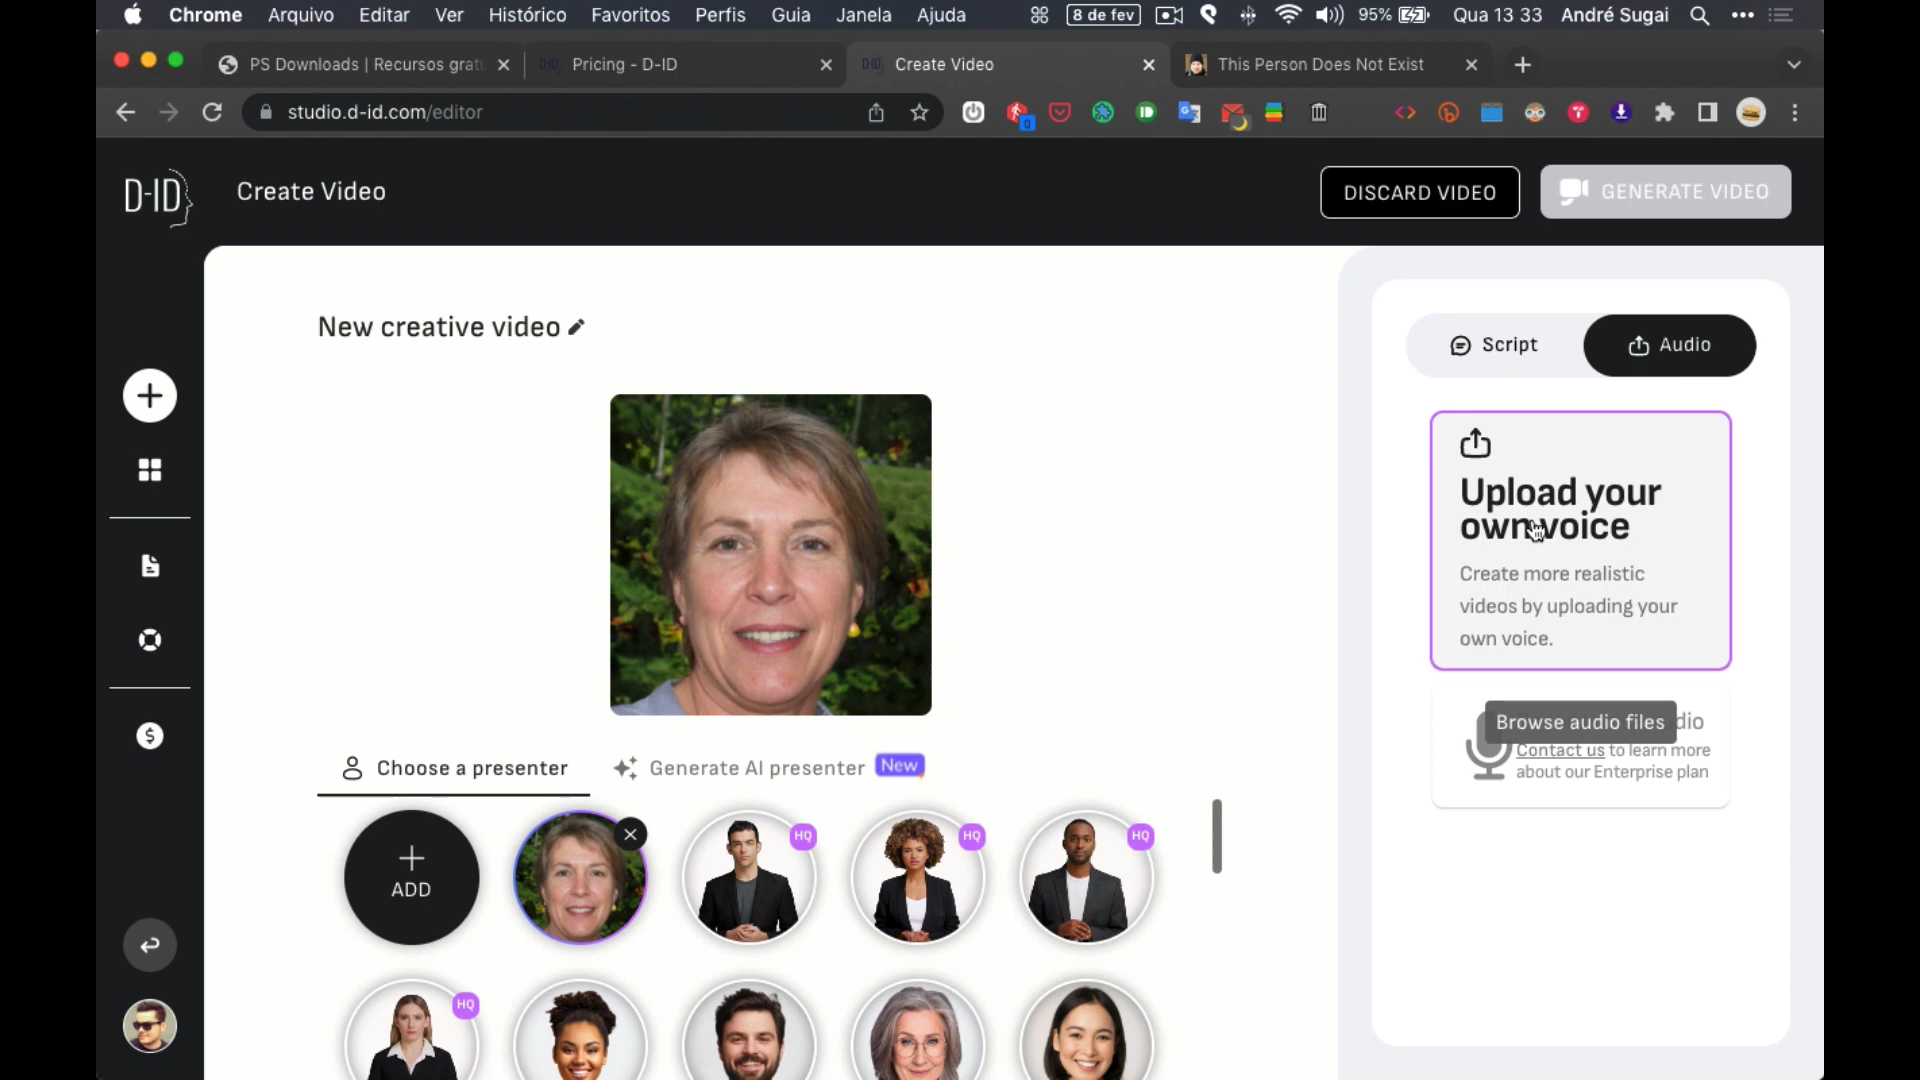 Chrome Arquivo Editar Ver Histórico Favoritos Perfis Guia Janela Ajuda 8 de fev 95% Qua 13 33 André Sugai
PS Downloads | Recursos grat
Pricing - D-ID
Create Video
This Person Does Not Exist
studio.d-id.com/editor
0
D-ID
Create Video
DISCARD VIDEO
GENERATE VIDEO
New creative video
Script
Audio
Upload your
own voice
Create more realistic
videos by uploading your
own voice.
Browse audio files
dio
Contact us to learn more
about our Enterprise plan
Choose a presenter
Generate AI presenter New
ADD
HQ
HQ
HQ
HQ